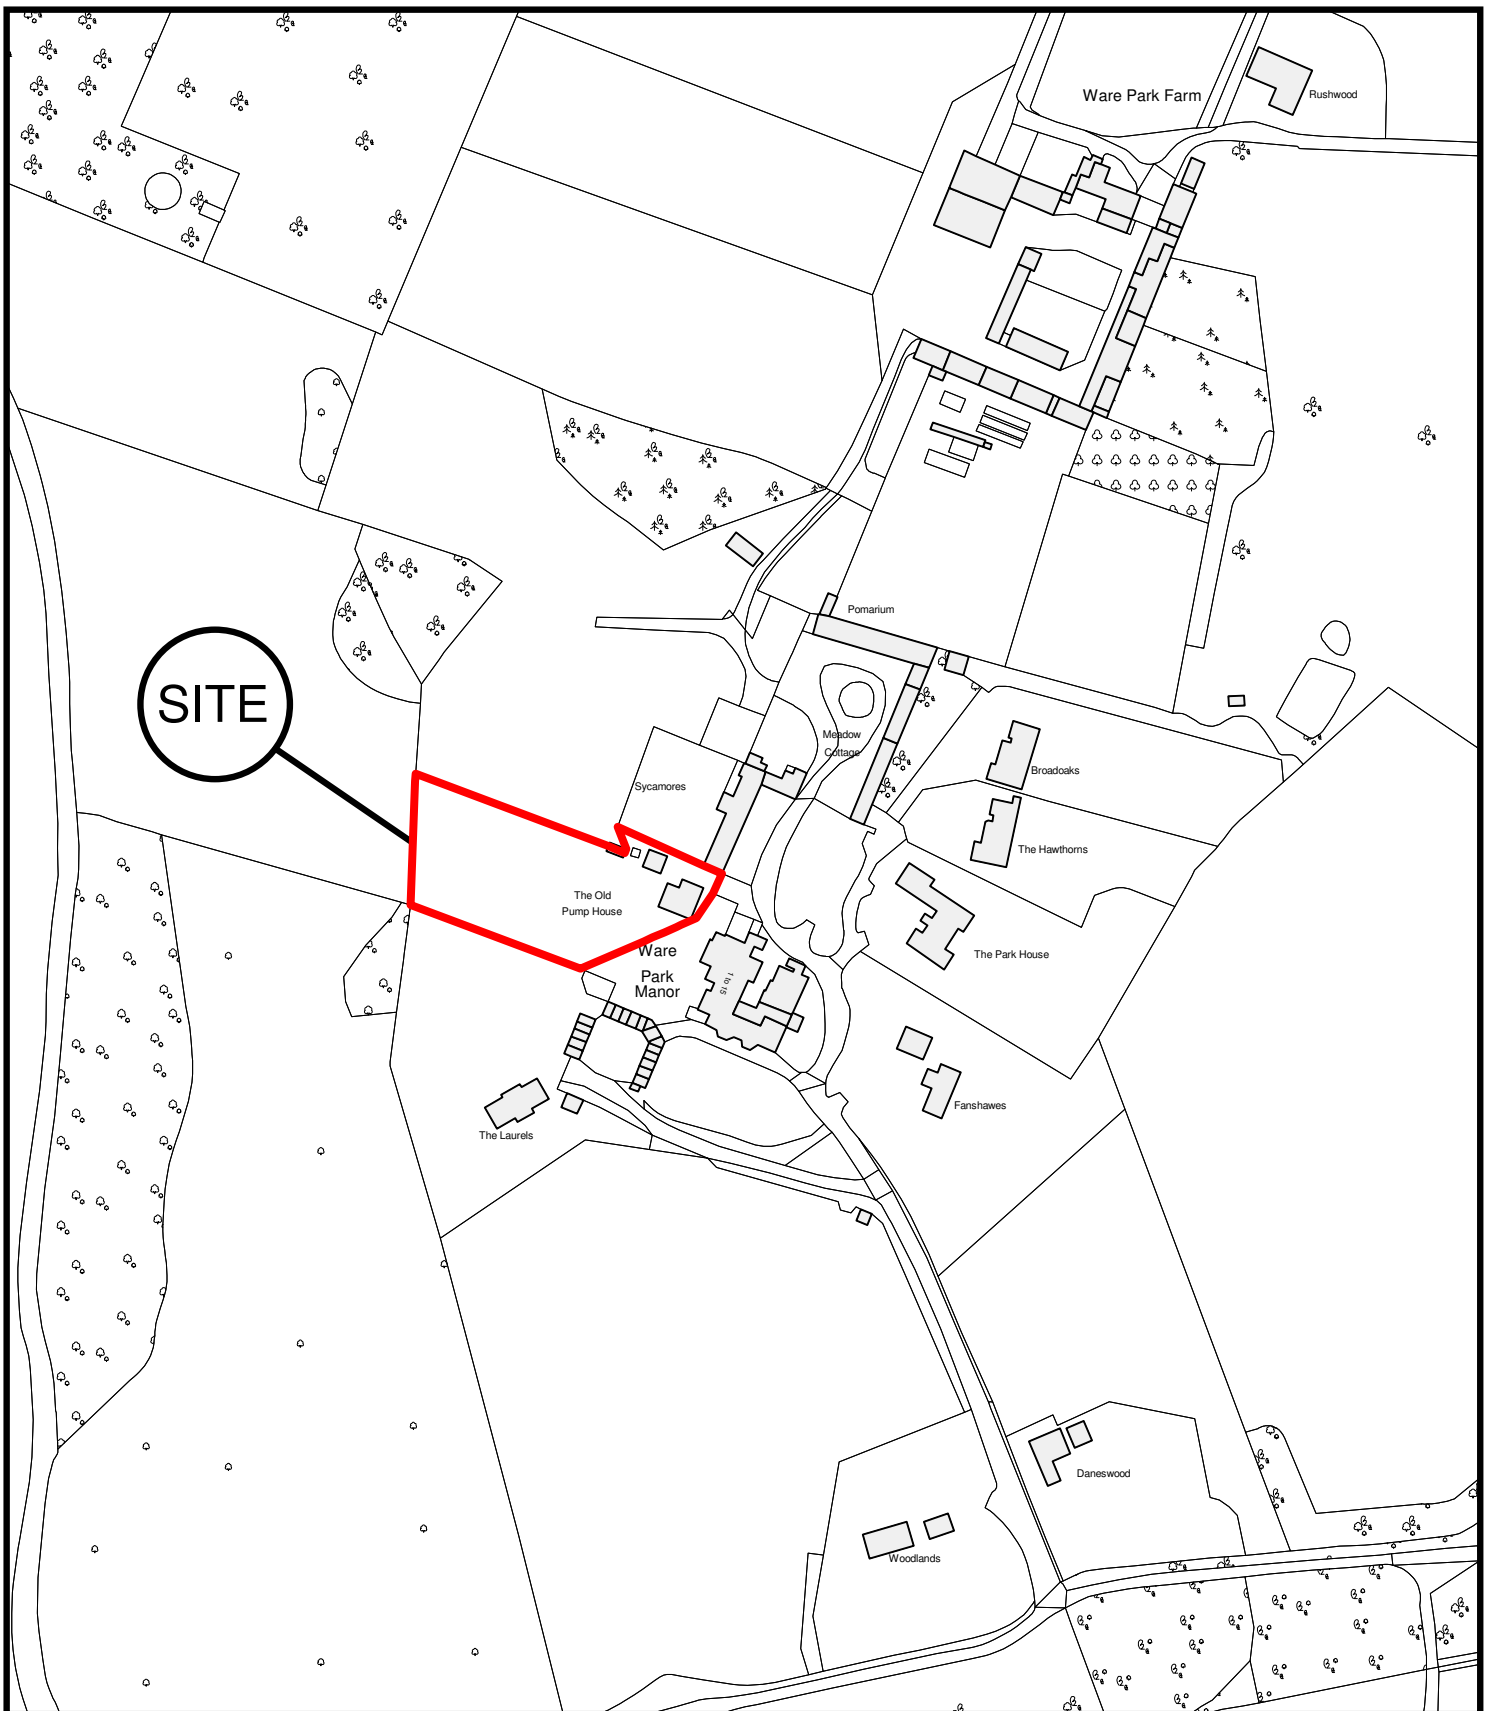 Ware Park Farm
Rushwood
Pomarium
SITE
Meadow
Cottage
Broadoaks
Sycamores
The Hawthorns
The Old
Pump House
Ware
Park
Manor
1 to 15
The Park House
Fanshawes
The Laurels
Daneswood
Woodlands